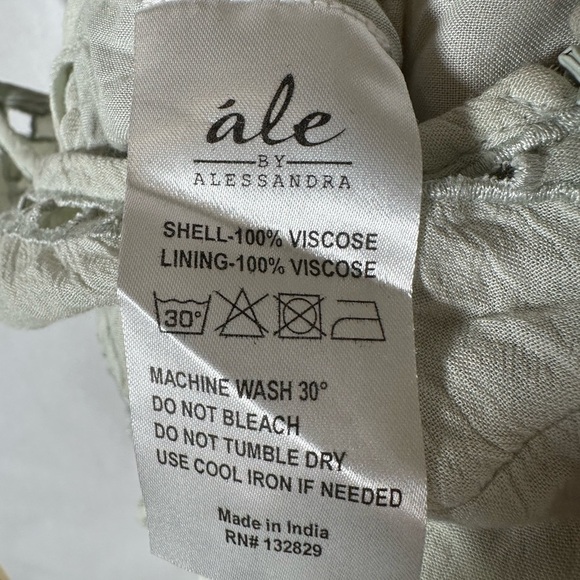 ále
BY
ALESSANDRA
SHELL-100% VISCOSE
LINING-100% VISCOSE
30°
MACHINE WASH 30°
DO NOT BLEACH
DO NOT TUMBLE DRY
USE COOL IRON IF NEEDED
Made in India
RN# 132829